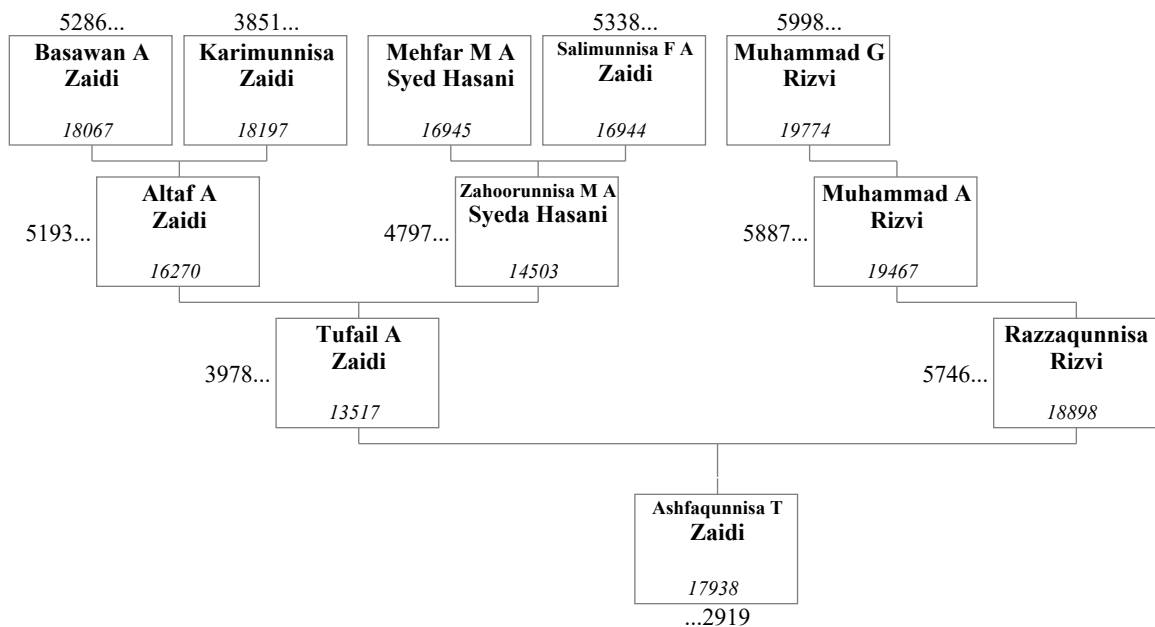 5286...
3851...
5338...
5998...
Basawan A
Zaidi
18067
Karimunnisa
Zaidi
18197
Mehfar M A
Syed Hasani
16945
Salimunnisa F A
Zaidi
16944
Muhammad G
Rizvi
19774
5193...
Altaf A
Zaidi
16270
4797...
Zahoorunnisa M A
Syeda Hasani
14503
5887...
Muhammad A
Rizvi
19467
3978...
Tufail A
Zaidi
13517
5746...
Razzaqunnisa
Rizvi
18898
Ashfaqunnisa T
Zaidi
17938
...2919